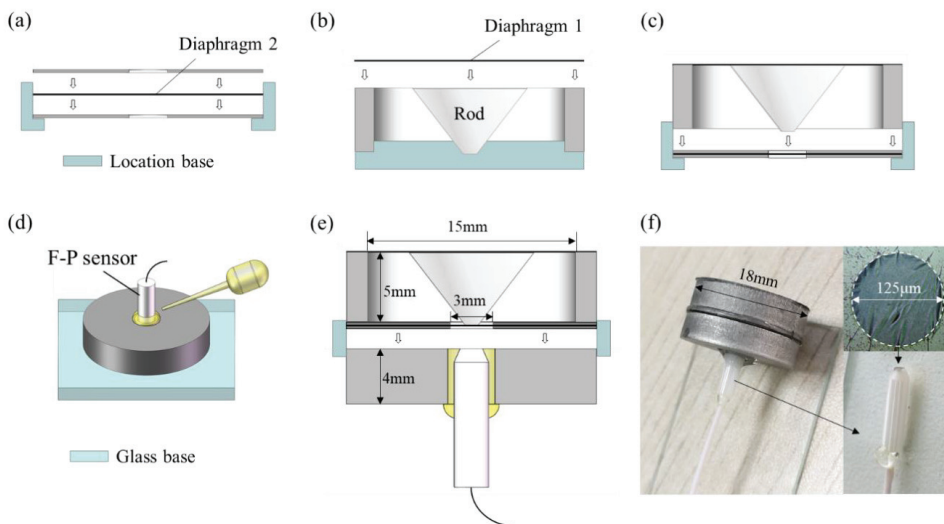 (a)
Diaphragm 2
Location base
(b)
Diaphragm 1
Rod
(c)
(d)
F-P sensor
Glass base
(e)
15mm
5mm
3mm
4mm
(f)
18mm
125μm